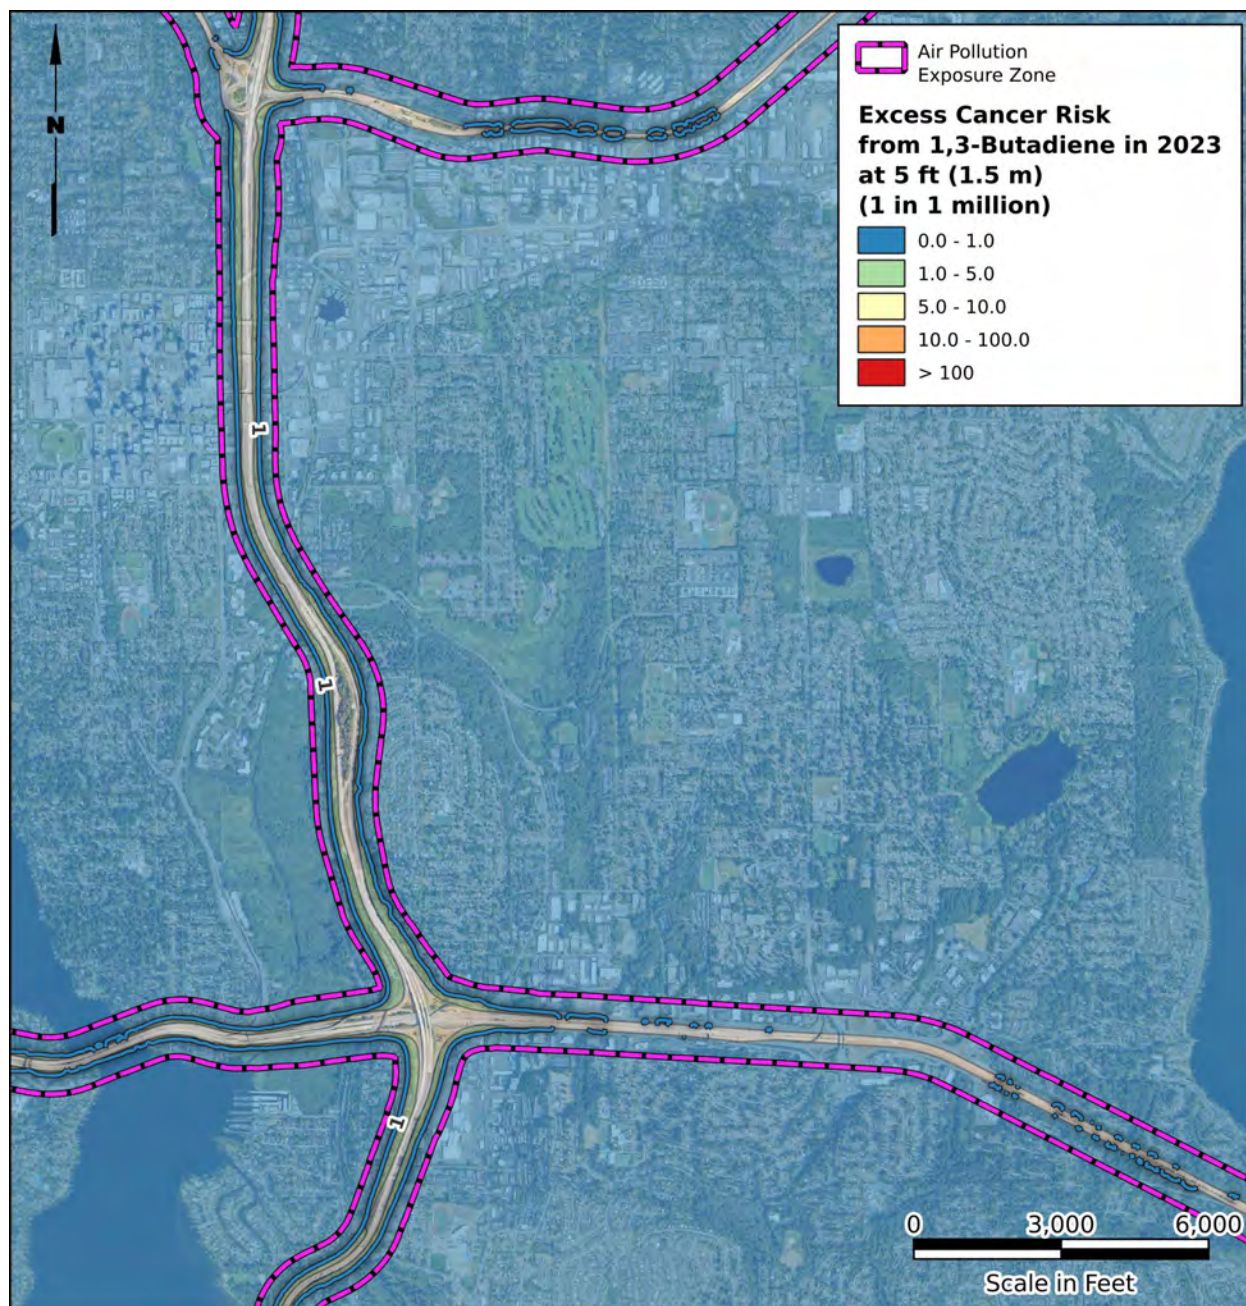 N
Air Pollution
Exposure Zone
Excess Cancer Risk
from 1,3-Butadiene in 2023
at 5 ft (1.5 m)
(1 in 1 million)
0.0 - 1.0
1.0 - 5.0
5.0 - 10.0
10.0 - 100.0
> 100
1
1
1
0 3,000 6,000
Scale in Feet